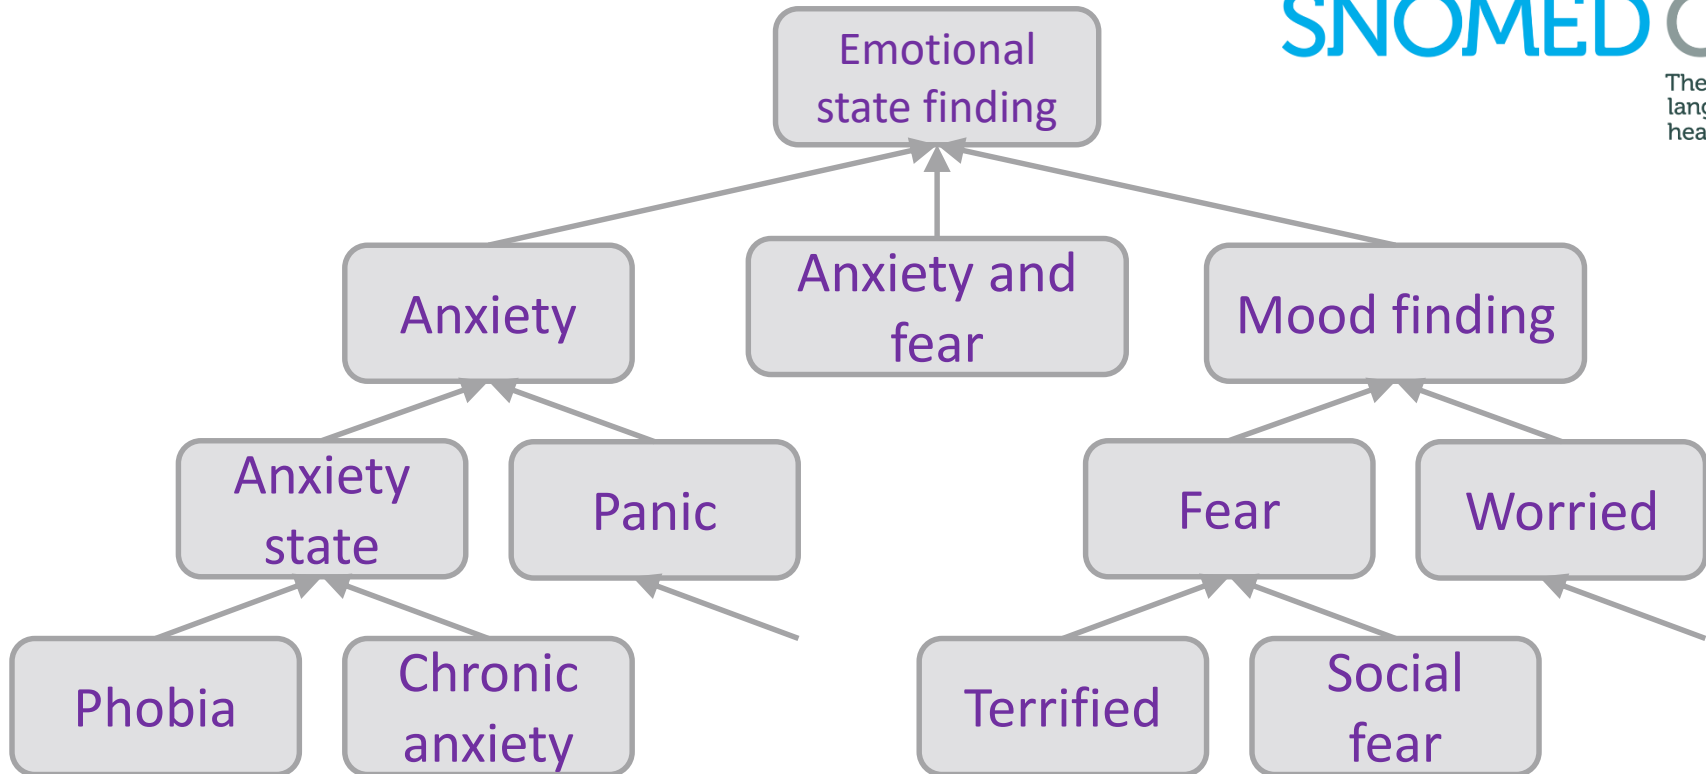 SNOMED
The
Emotional
state finding
Anxiety
Anxiety and
fear
Mood finding
Anxiety
state
Panic
Fear
Worried
Phobia
Chronic
anxiety
Terrified
Social
fear